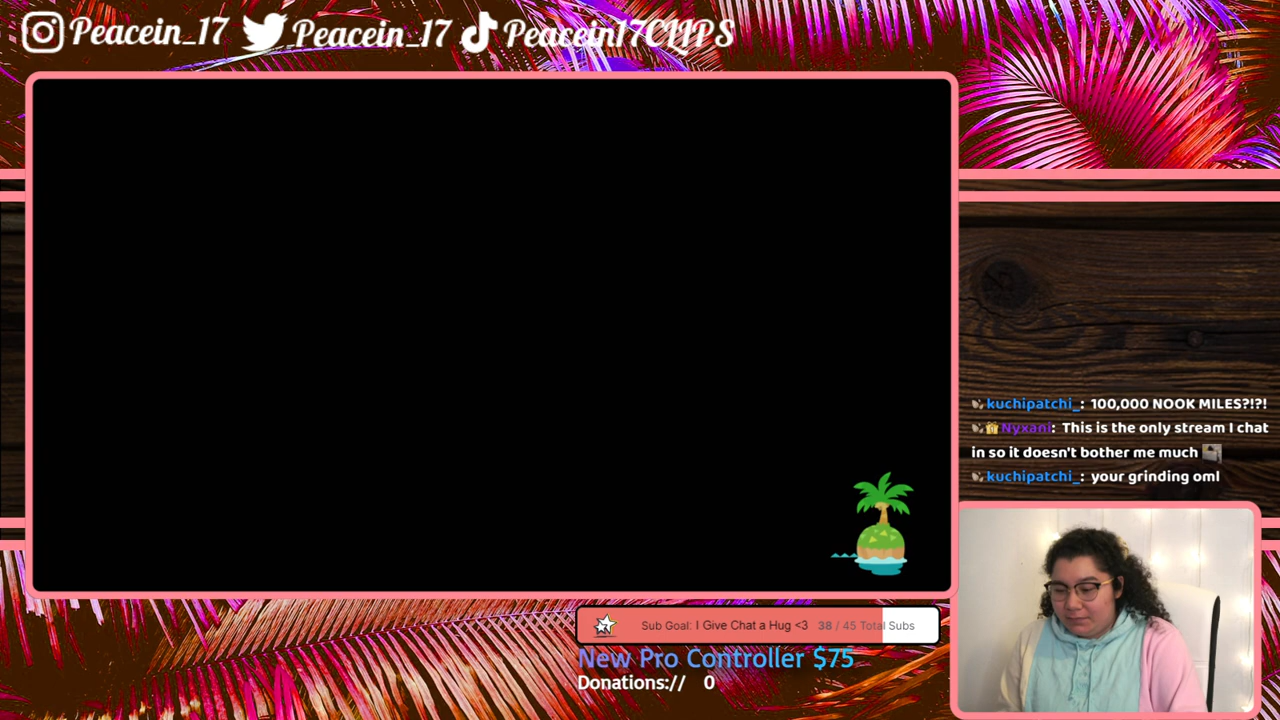 Peacein_17 Peacein_17 Peacein17CLIPS
kuchipatchi_: 100,000 NOOK MILES?!?!
Nyxani: This is the only stream I chat
in so it doesn't bother me much
kuchipatchi_: your grinding oml
Sub Goal: I Give Chat a Hug <3 38 / 45 Total Subs
New Pro Controller $75
Donations:// 0